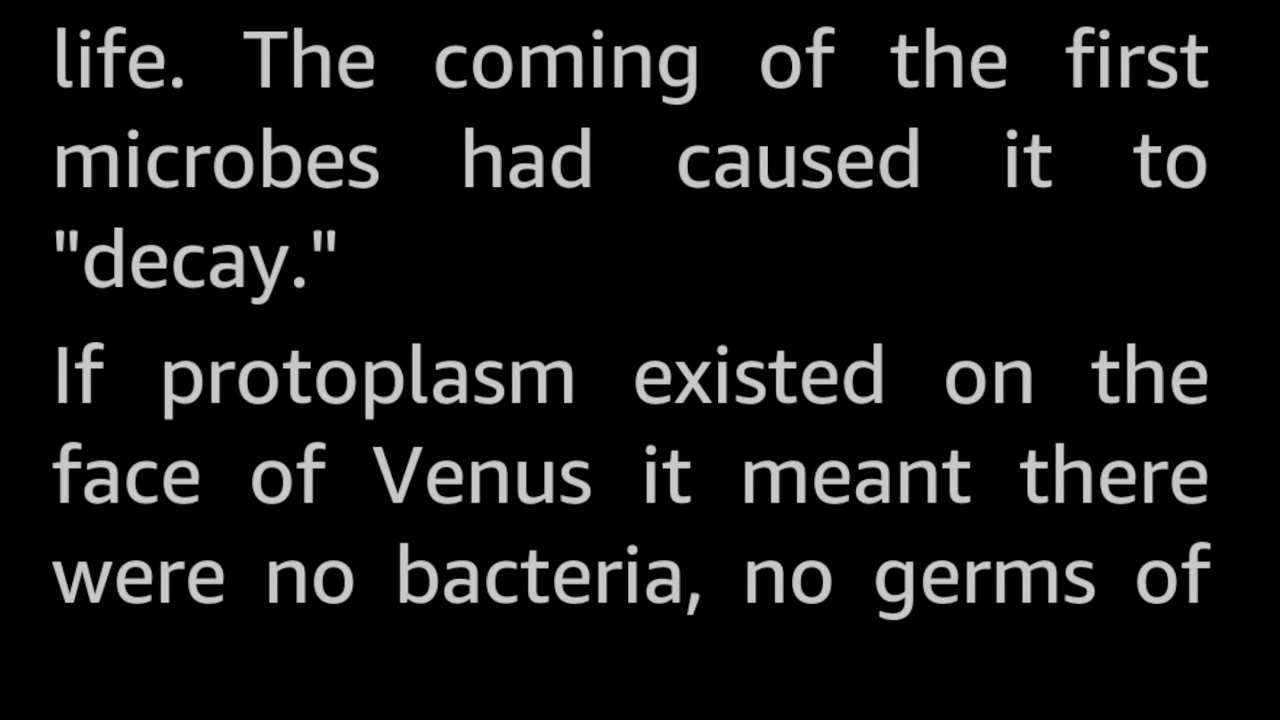 life. The coming of the first
microbes had caused it to
"decay."
If protoplasm existed on the
face of Venus it meant there
were no bacteria, no germs of